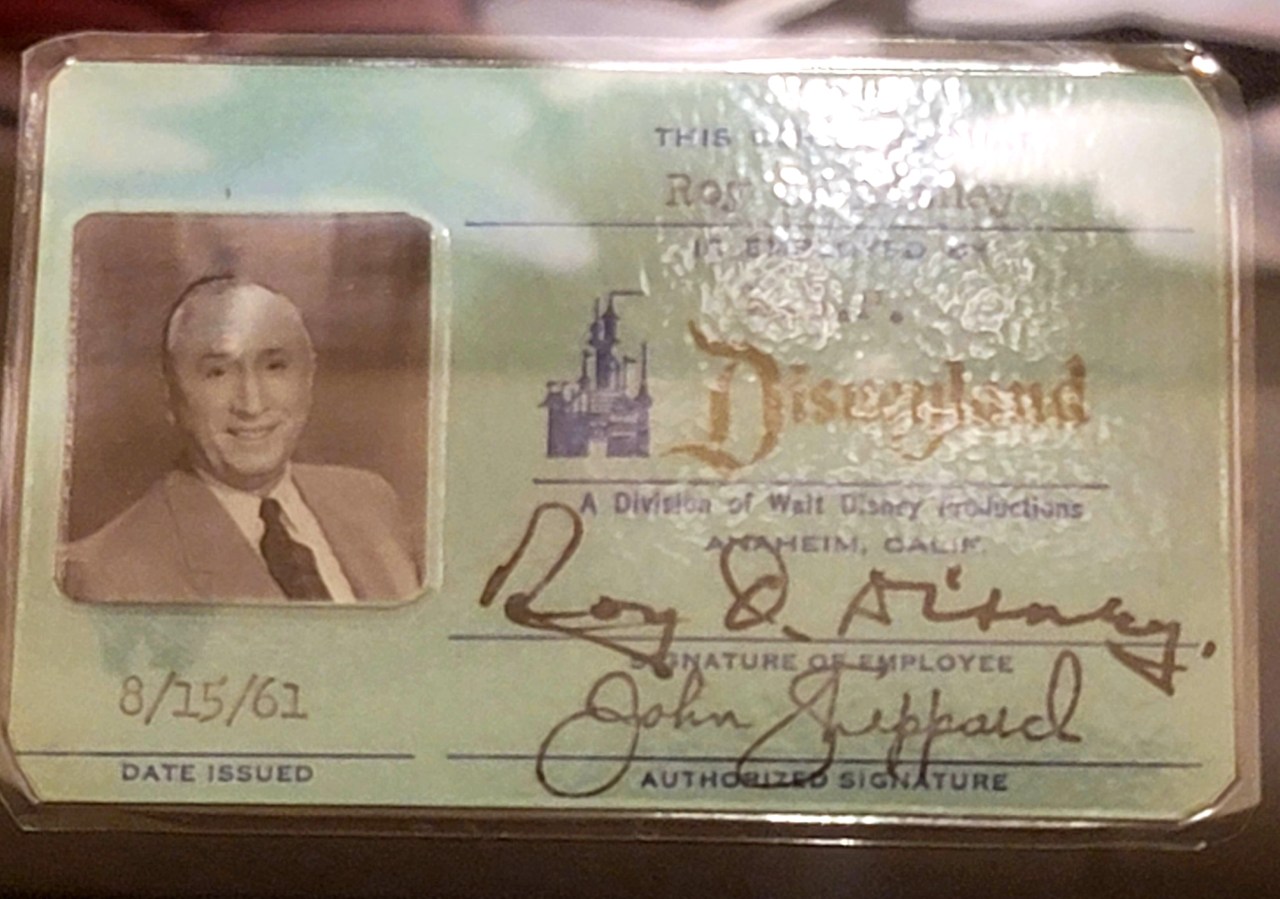 THIS
Roy
IS EMPLOYED BY
Disneyland
A Division of Walt Disney Productions
ANAHEIM, CALIF.
Roy O. Disney.
SIGNATURE OF EMPLOYEE
John Sheppard
AUTHORIZED SIGNATURE
8/15/61
DATE ISSUED